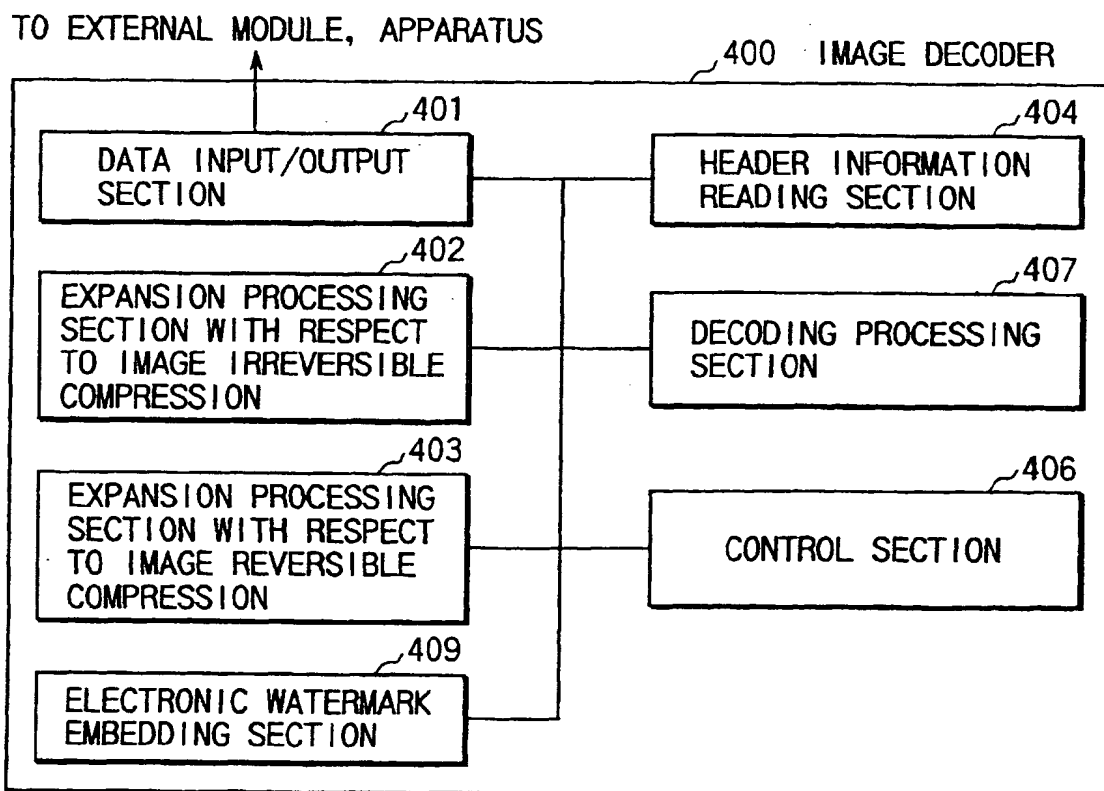 TO EXTERNAL MODULE, APPARATUS
400 IMAGE DECODER
401
DATA INPUT/OUTPUT
SECTION
404
HEADER INFORMATION
READING SECTION
402
EXPANSION PROCESSING
SECTION WITH RESPECT
TO IMAGE IRREVERSIBLE
COMPRESSION
407
DECODING PROCESSING
SECTION
403
EXPANSION PROCESSING
SECTION WITH RESPECT
TO IMAGE REVERSIBLE
COMPRESSION
406
CONTROL SECTION
409
ELECTRONIC WATERMARK
EMBEDDING SECTION